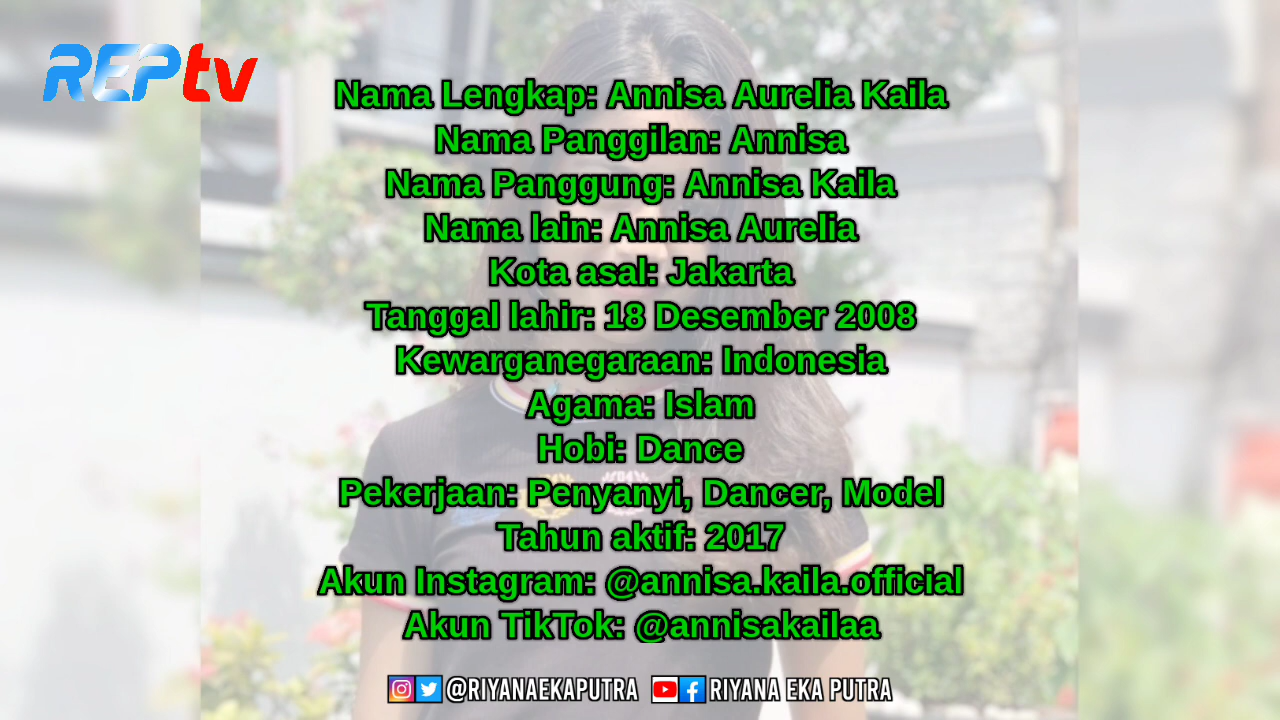 REPtv
Nama Lengkap: Annisa Aurelia Kaila
Nama Panggilan: Annisa
Nama Panggung: Annisa Kaila
Nama lain: Annisa Aurelia
Kota asal: Jakarta
Tanggal lahir: 18 Desember 2008
Kewarganegaraan: Indonesia
Agama: Islam
Hobi: Dance
Pekerjaan: Penyanyi, Dancer, Model
Tahun aktif: 2017
Akun Instagram: @annisa.kaila.official
Akun TikTok: @annisakailaa
@RIYANAEKAPUTRA RIYANA EKA PUTRA